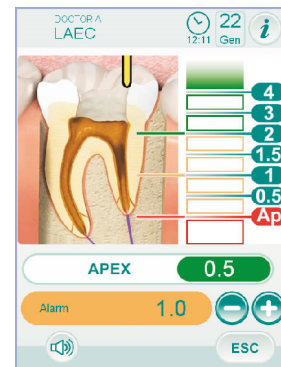 DOCTOR A
LAEC
12:11
22
Gen
i
4
3
2
1.5
1
0.5
Ap
APEX 0.5
Alarm 1.0
ESC